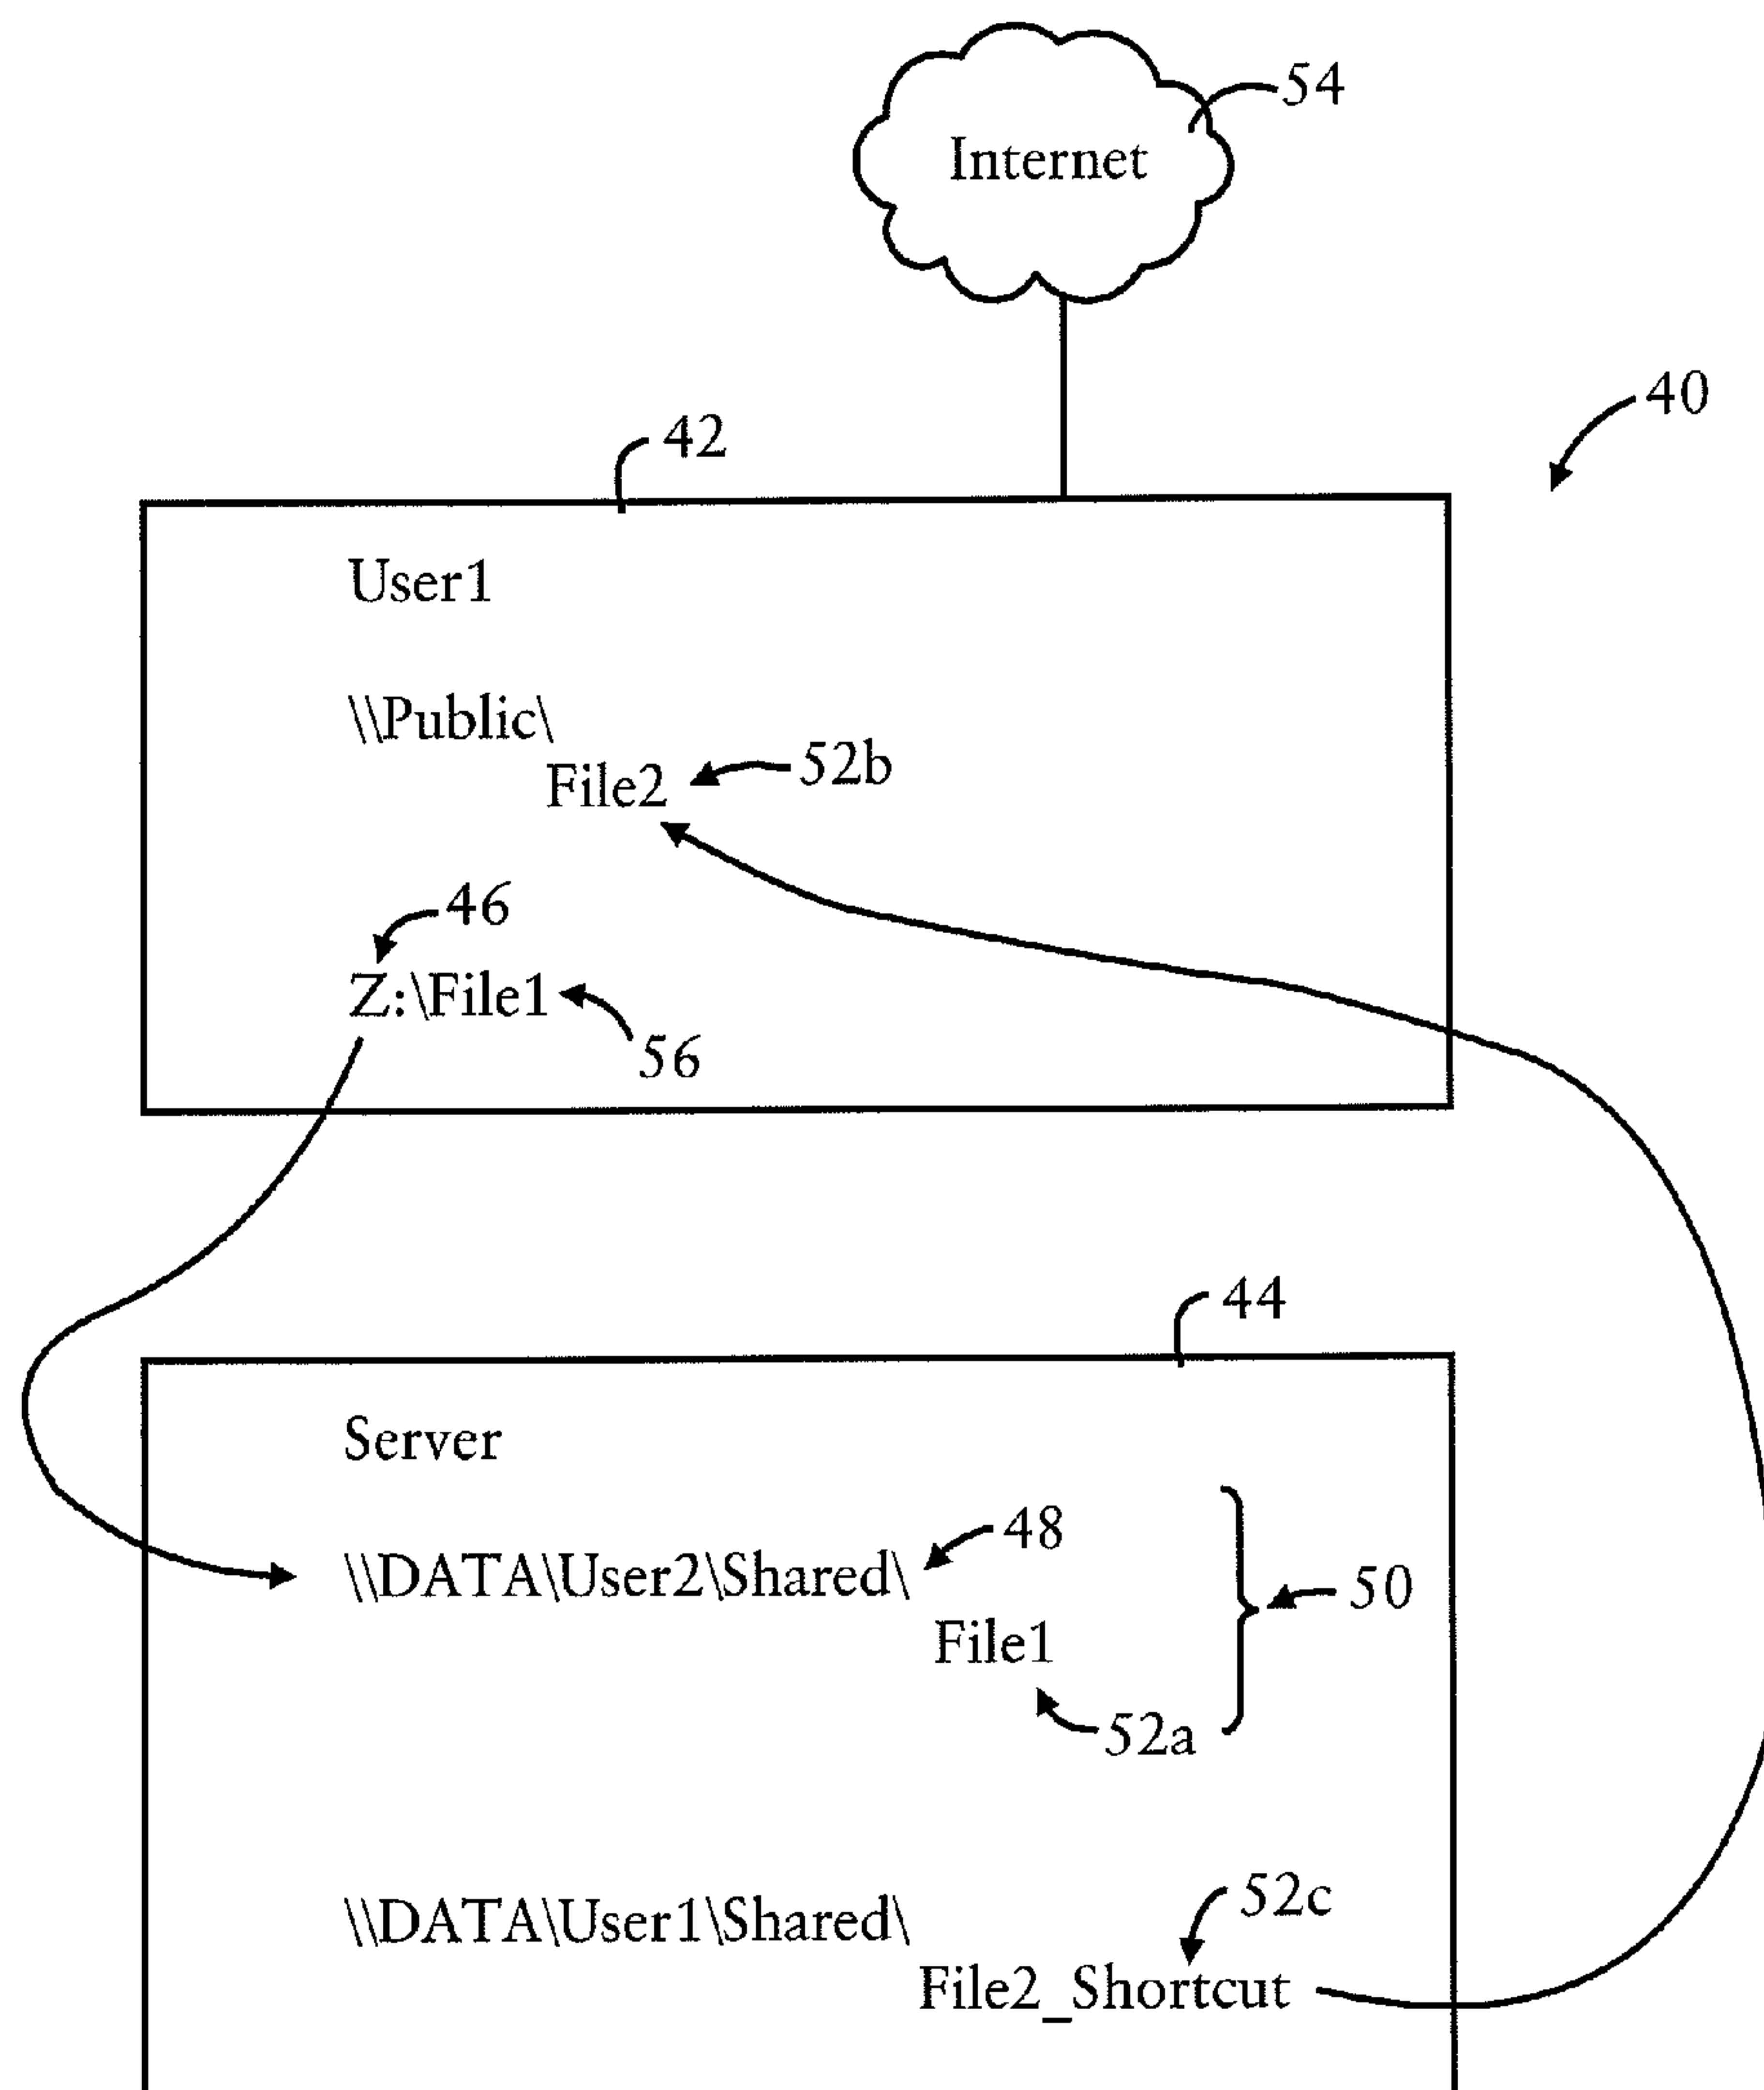 54
Internet
40
42
User1
\\Public\
File2
52b
46
Z:\File1
56
44
Server
48
\\DATA\User2\Shared\
50
File1
52a
52c
\\DATA\User1\Shared\
File2_Shortcut